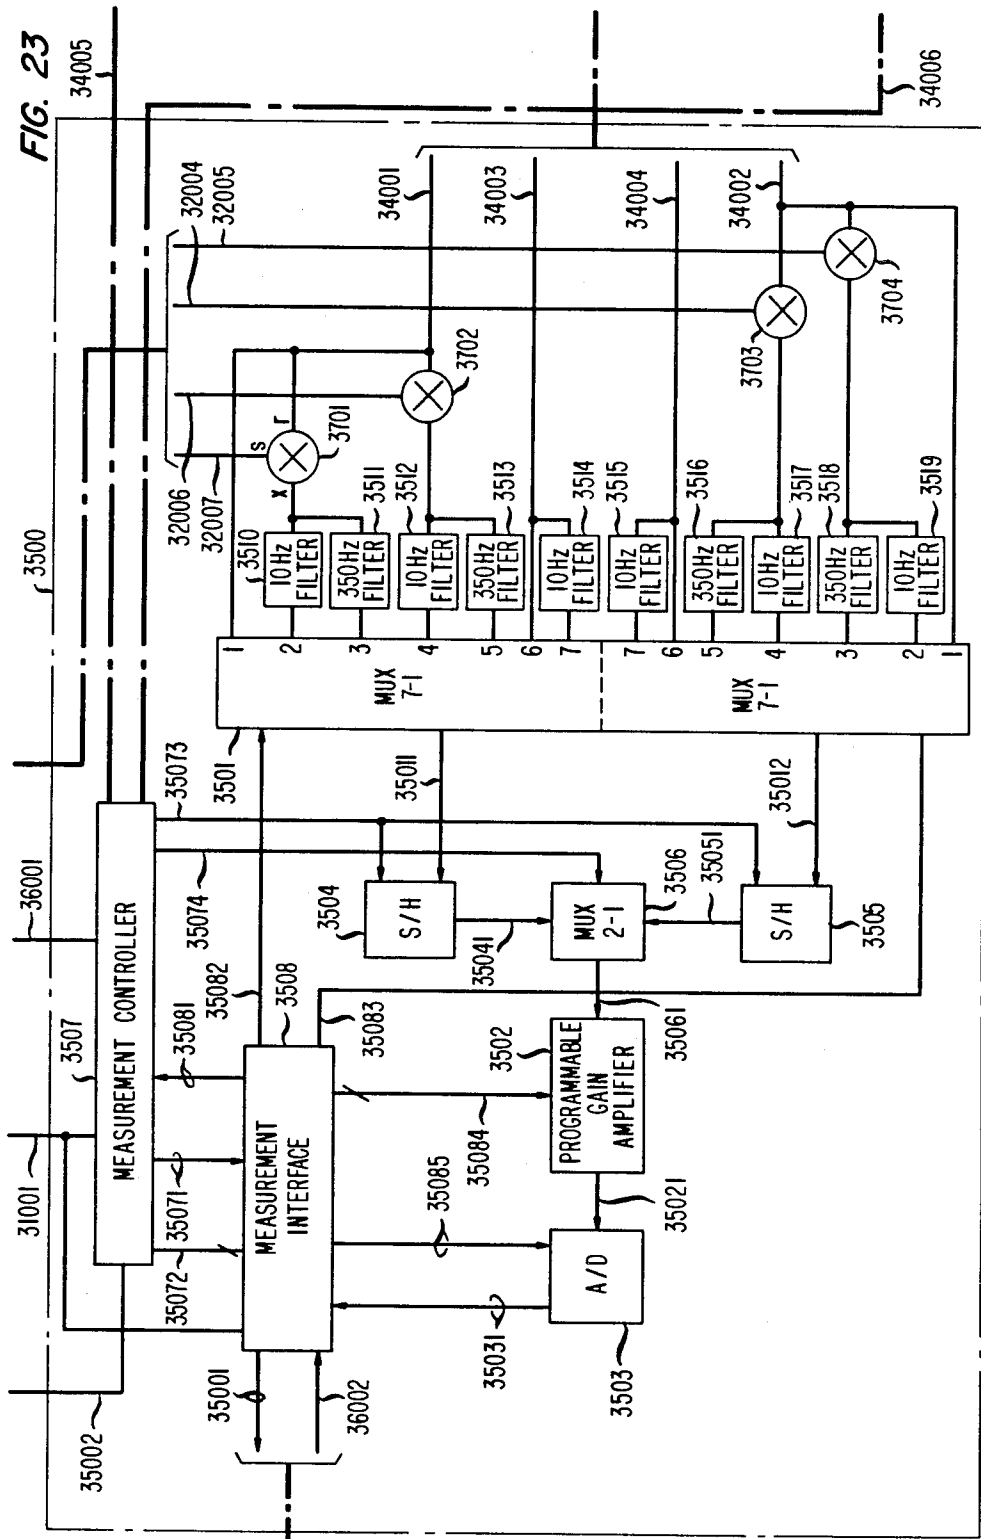 FIG. 23
3500
34005
34006
32004
32005
32006
32007
34001
34003
34004
34002
3704
3703
3702
3701
r
s
x
3510
10Hz
FILTER
3511
350Hz
FILTER
3512
10Hz
FILTER
3513
350Hz
FILTER
3514
10Hz
FILTER
3515
10Hz
FILTER
3516
350Hz
FILTER
3517
10Hz
FILTER
3518
350Hz
FILTER
3519
10Hz
FILTER
1
2
3
4
5
6
7
7
6
5
4
3
2
1
MUX
7-1
MUX
7-1
3501
35011
35012
35073
35074
3504
S/H
35041
MUX
2-1
3506
35051
S/H
3505
36001
3507
MEASUREMENT CONTROLLER
31001
35002
35081
35082
35071
35072
3508
35083
MEASUREMENT
INTERFACE
35084
35085
35061
3502
PROGRAMMABLE
GAIN
AMPLIFIER
35021
A/D
3503
35031
35001
36002